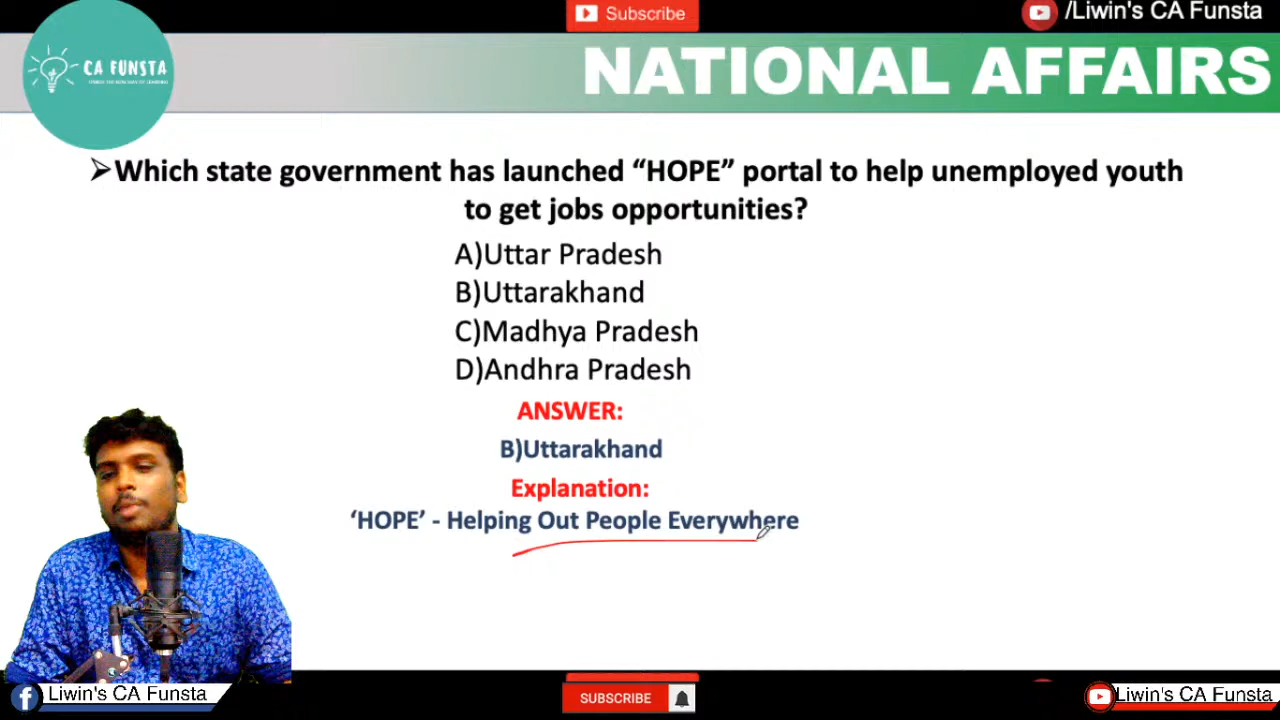 Subscribe
/Liwin's CA Funsta
CA FUNSTA
NATIONAL AFFAIRS
➢Which state government has launched “HOPE” portal to help unemployed youth
to get jobs opportunities?
A)Uttar Pradesh
B)Uttarakhand
C)Madhya Pradesh
D)Andhra Pradesh
ANSWER:
B)Uttarakhand
Explanation:
‘HOPE’ - Helping Out People Everywhere
Liwin's CA Funsta
SUBSCRIBE
Liwin's CA Funsta